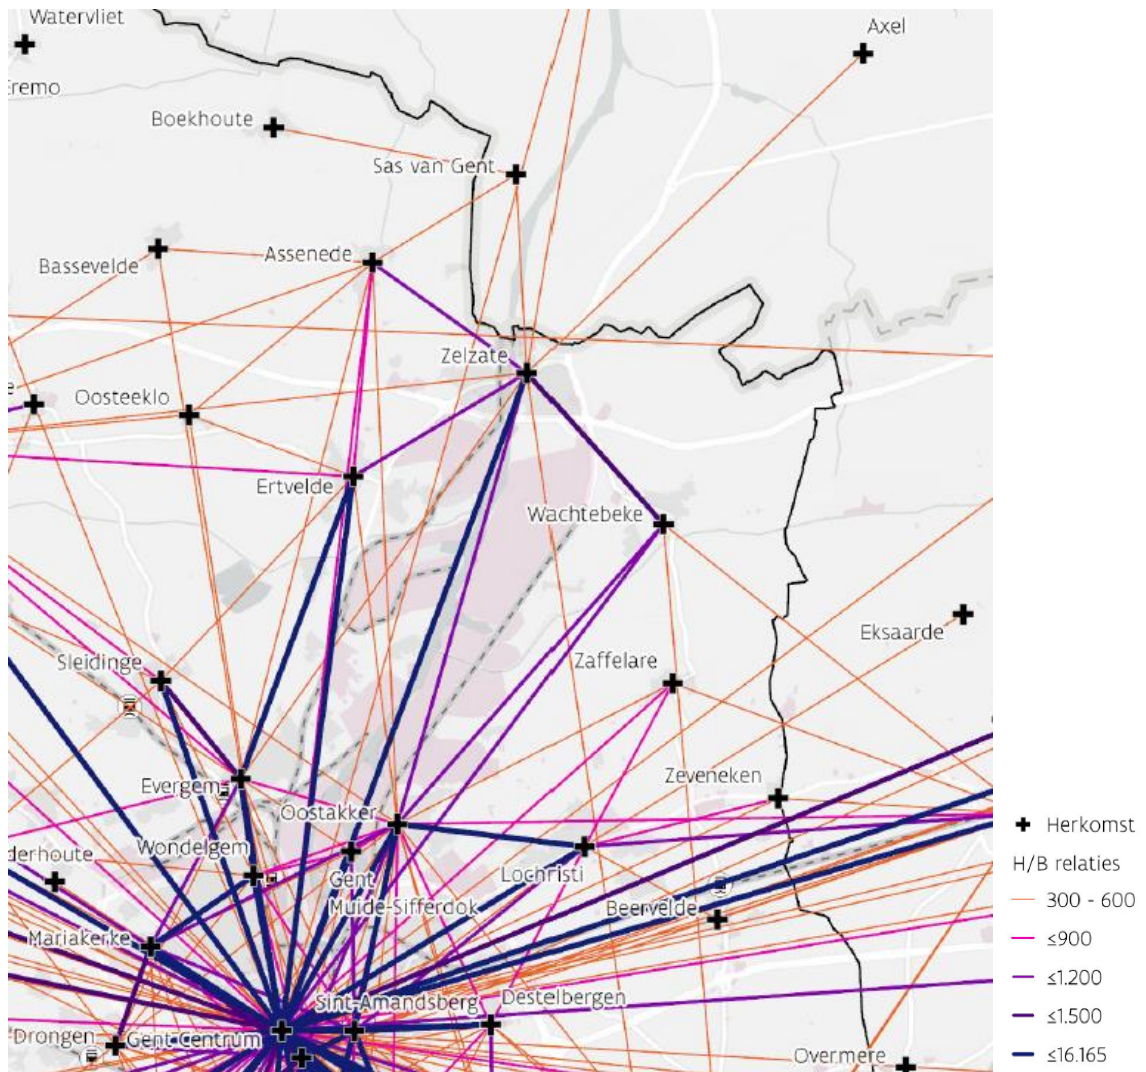 Watervliet
Axel
Eremo
Boekhoute
Sas van Gent
Assenede
Bassevelde
Zelzate
e
Oosteeklo
Ertvelde
Wachtebeke
Eksaarde
Sleidinge
Zaffelare
Zeveneken
Evergem
Oostakker
Wondelgem
derhoute
Gent
Muide-Sifferdok
Lochristi
Beervelde
Mariakerke
Sint-Amandsberg
Destelbergen
Drongen
Gent Centrum
Overmere
Herkomst
H/B relaties
300 - 600
≤900
≤1.200
≤1.500
≤16.165